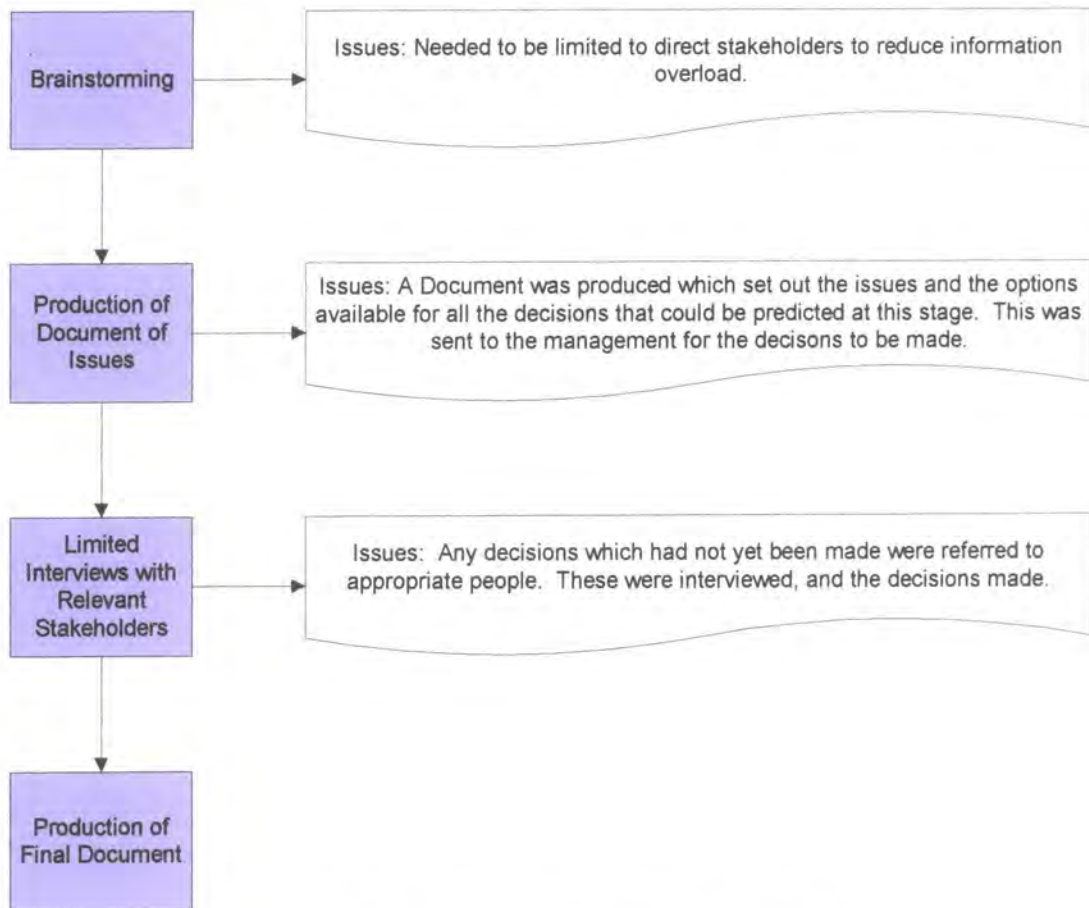 Brainstorming
Issues: Needed to be limited to direct stakeholders to reduce information
overload.
Production of
Document of
Issues
Issues: A Document was produced which set out the issues and the options
available for all the decisions that could be predicted at this stage. This was
sent to the management for the decisons to be made.
Limited
Interviews with
Relevant
Stakeholders
Issues: Any decisions which had not yet been made were referred to
appropriate people. These were interviewed, and the decisions made.
Production of
Final Document